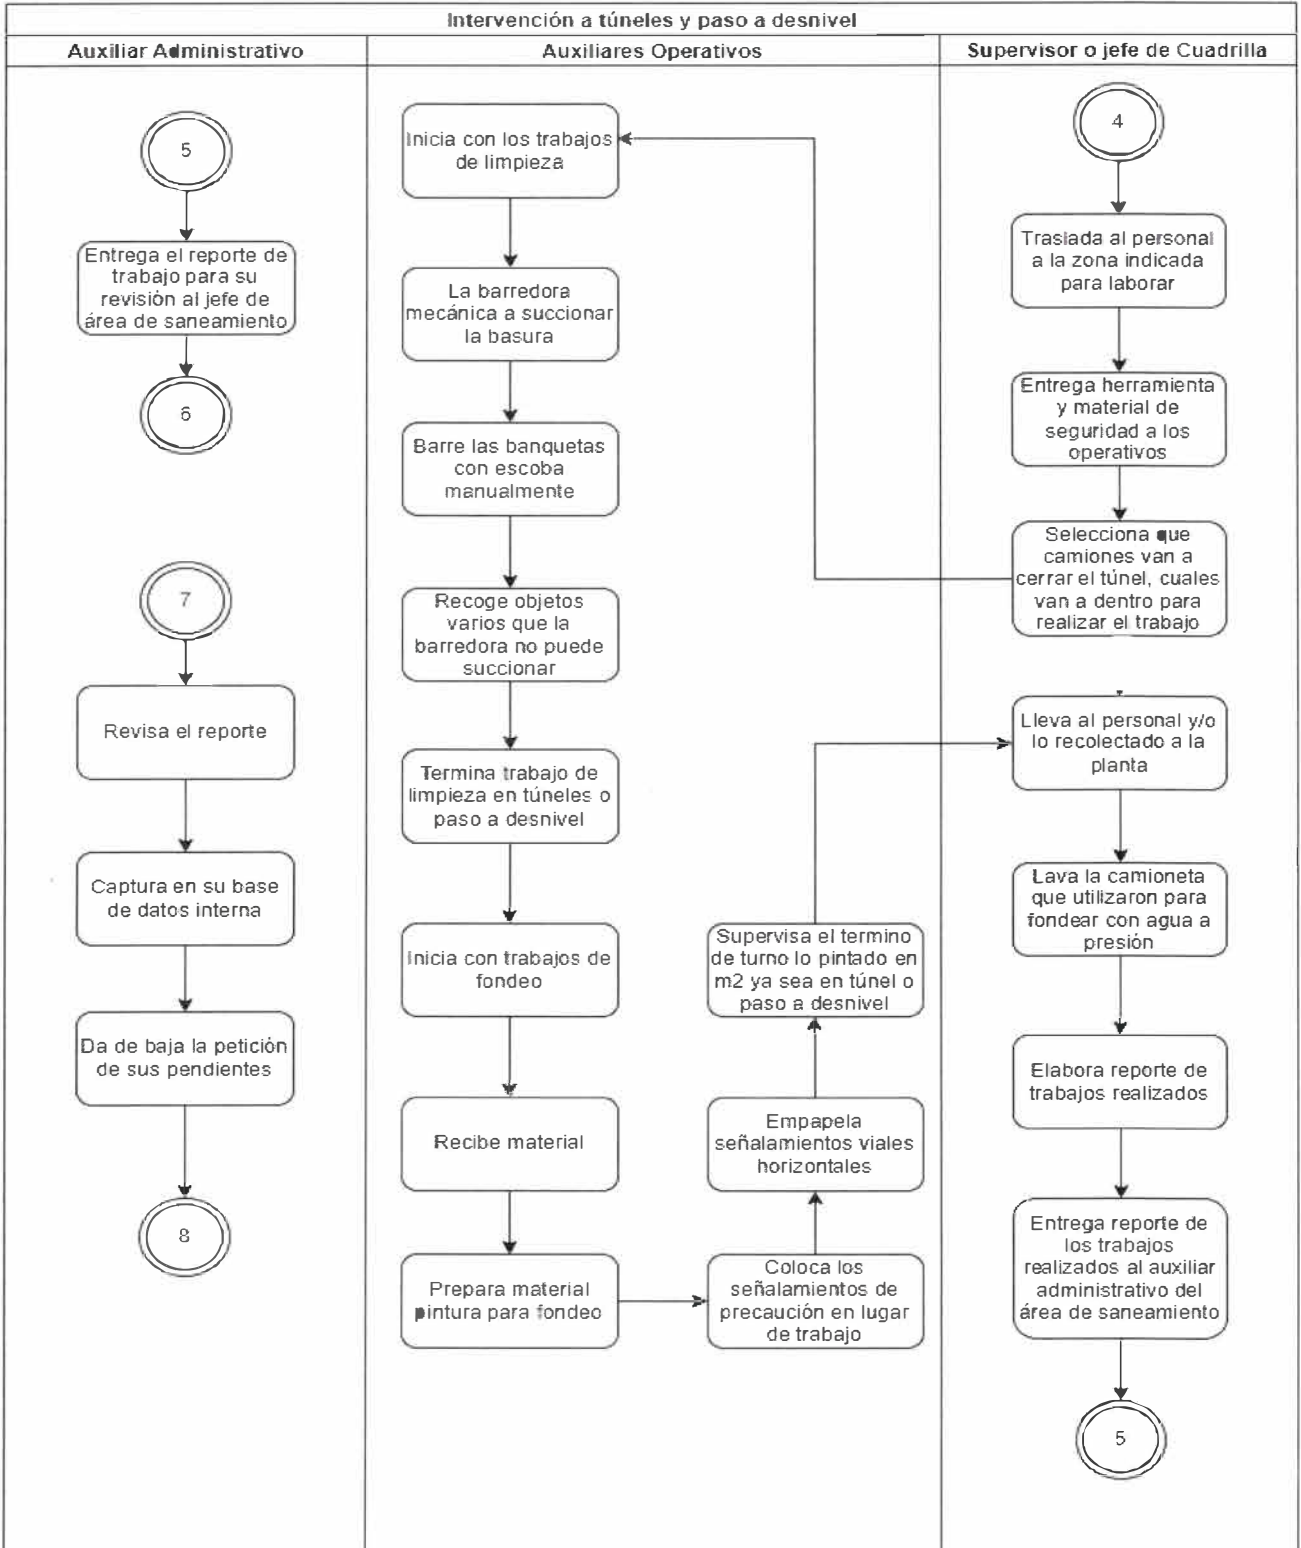 Intervención a túneles y paso a desnivel
Auxiliar Administrativo
Auxiliares Operativos
Supervisor o jefe de Cuadrilla
5
Entrega el reporte de
trabajo para su
revisión al jefe de
área de saneamiento
6
7
Revisa el reporte
Captura en su base
de datos interna
Da de baja la petición
de sus pendientes
8
Inicia con los trabajos
de limpieza
La barredora
mecánica a succionar
la basura
Barre las banquetas
con escoba
manualmente
Recoge objetos
varios que la
barredora no puede
succionar
Termina trabajo de
limpieza en túneles o
paso a desnivel
Inicia con trabajos de
fondeo
Recibe material
Prepara material
pintura para fondeo
Coloca los
señalamientos de
precaución en lugar
de trabajo
Empapela
señalamientos viales
horizontales
Supervisa el termino
de turno lo pintado en
m2 ya sea en túnel o
paso a desnivel
4
Traslada al personal
a la zona indicada
para laborar
Entrega herramienta
y material de
seguridad a los
operativos
Selecciona que
camiones van a
cerrar el túnel, cuales
van a dentro para
realizar el trabajo
Lleva al personal y/o
lo recolectado a la
planta
Lava la camioneta
que utilizaron para
fondear con agua a
presión
Elabora reporte de
trabajos realizados
Entrega reporte de
los trabajos
realizados al auxiliar
administrativo del
área de saneamiento
5